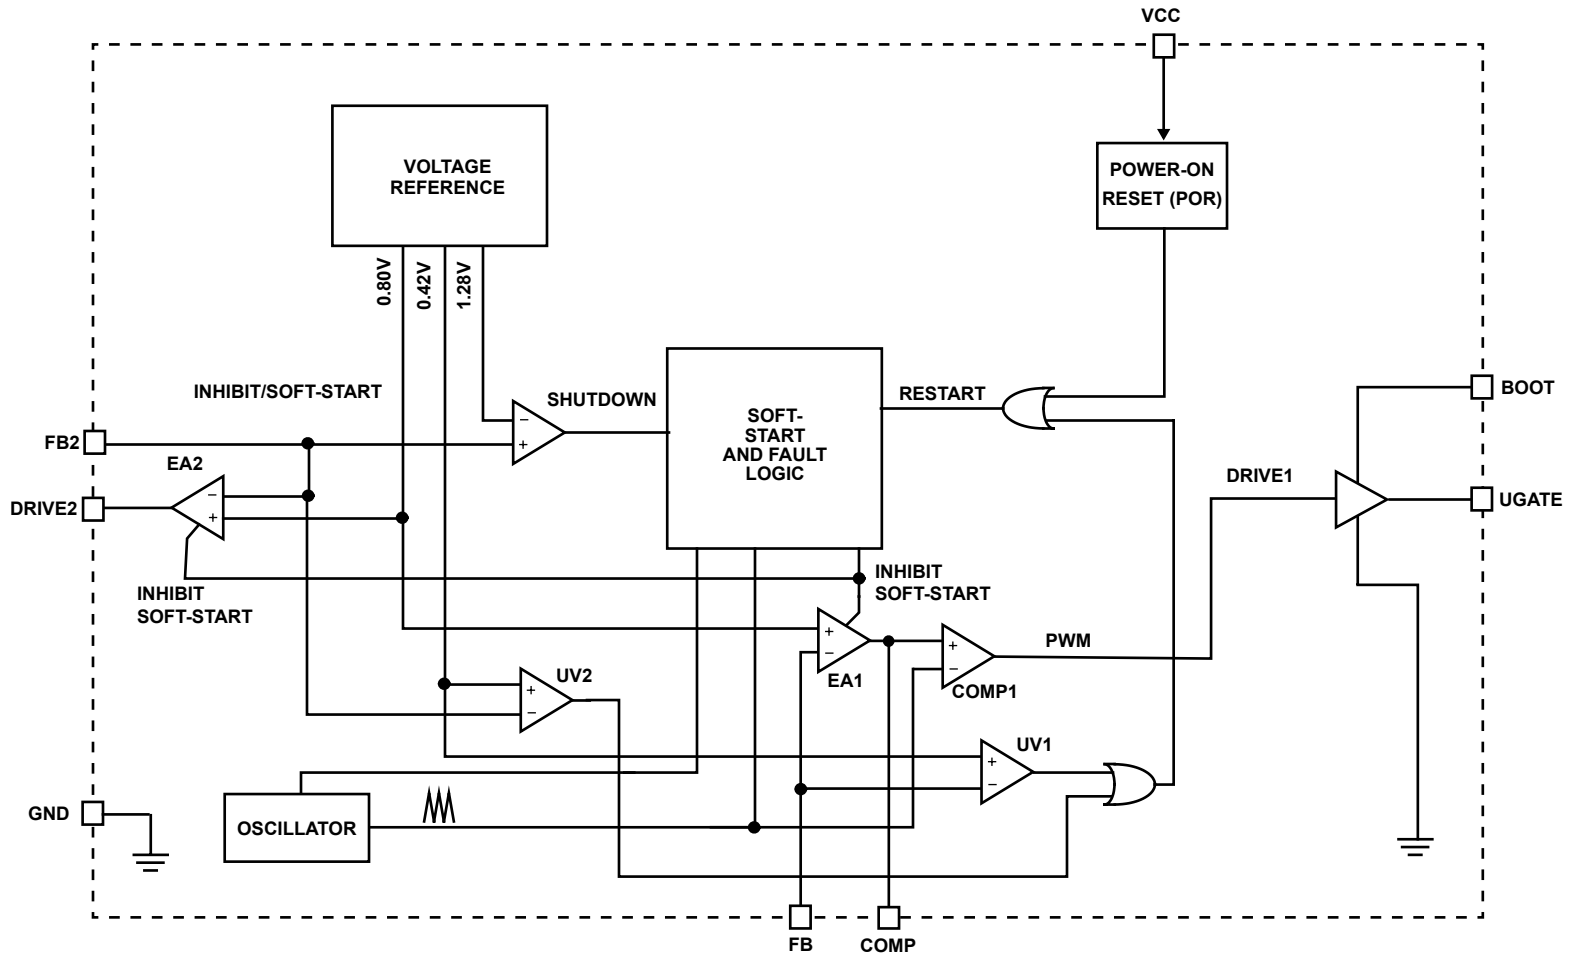 VCC
VOLTAGE
REFERENCE
POWER-ON
RESET (POR)
0.80V
0.42V
1.28V
INHIBIT/SOFT-START
SHUTDOWN
SOFT-
START
AND FAULT
LOGIC
RESTART
BOOT
FB2
EA2
DRIVE2
DRIVE1
UGATE
INHIBIT
SOFT-START
INHIBIT
SOFT-START
PWM
EA1
COMP1
UV2
UV1
GND
OSCILLATOR
FB
COMP
− 
+
−
+
+
−
+
−
+
−
+
−